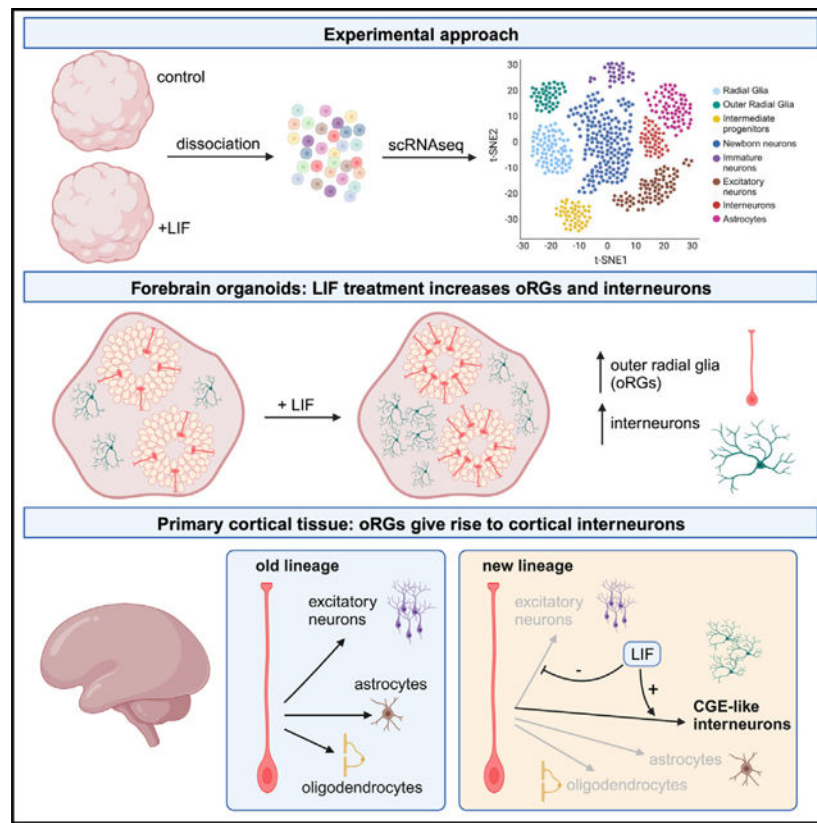 Experimental approach
control
+LIF
dissociation
scRNAseq
t-SNE2
30
20
10
0
-10
-20
-30
-30
-20
-10
0
10
20
30
t-SNE1
Radial Glia
Outer Radial Glia
Intermediate
progenitors
Newborn neurons
Immature
neurons
Excitatory
neurons
Interneurons
Astrocytes
Forebrain organoids: LIF treatment increases oRGs and interneurons
+ LIF
outer radial glia
(oRGs)
interneurons
Primary cortical tissue: oRGs give rise to cortical interneurons
old lineage
excitatory
neurons
astrocytes
oligodendrocytes
new lineage
excitatory
neurons
LIF
-
+
CGE-like
interneurons
astrocytes
oligodendrocytes